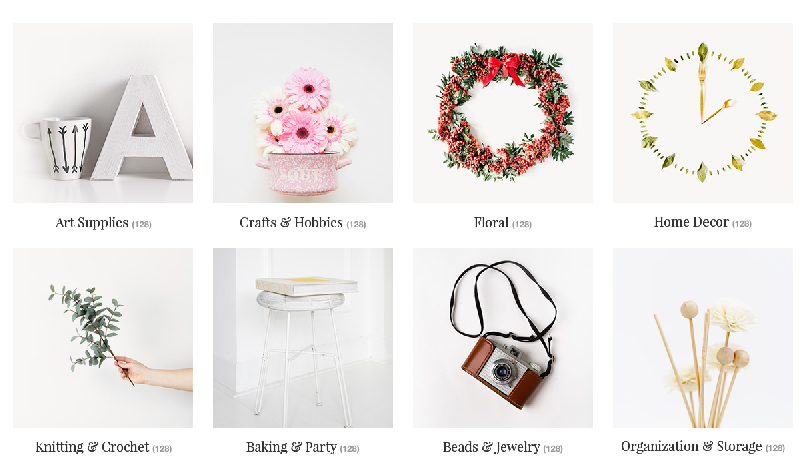 A
Art Supplies (128)
Crafts & Hobbies (128)
Floral (128)
Home Decor (128)
Knitting & Crochet (128)
Baking & Party (128)
Beads & Jewelry (128)
Organization & Storage (128)